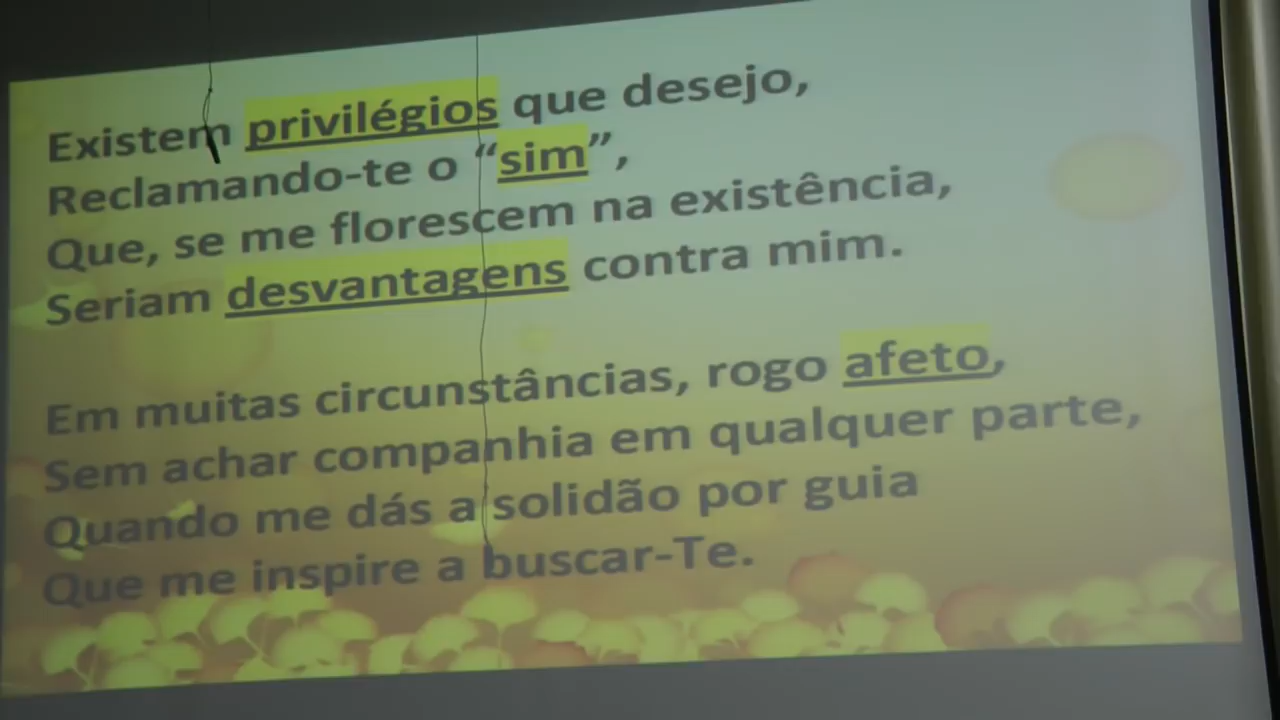 Existem privilégios que desejo,
Reclamando-te o “sim”,
Que, se me florescem na existência,
Seriam desvantagens contra mim.
Em muitas circunstâncias, rogo afeto,
Sem achar companhia em qualquer parte,
Quando me dás a solidão por guia
Que me inspire a buscar-Te.